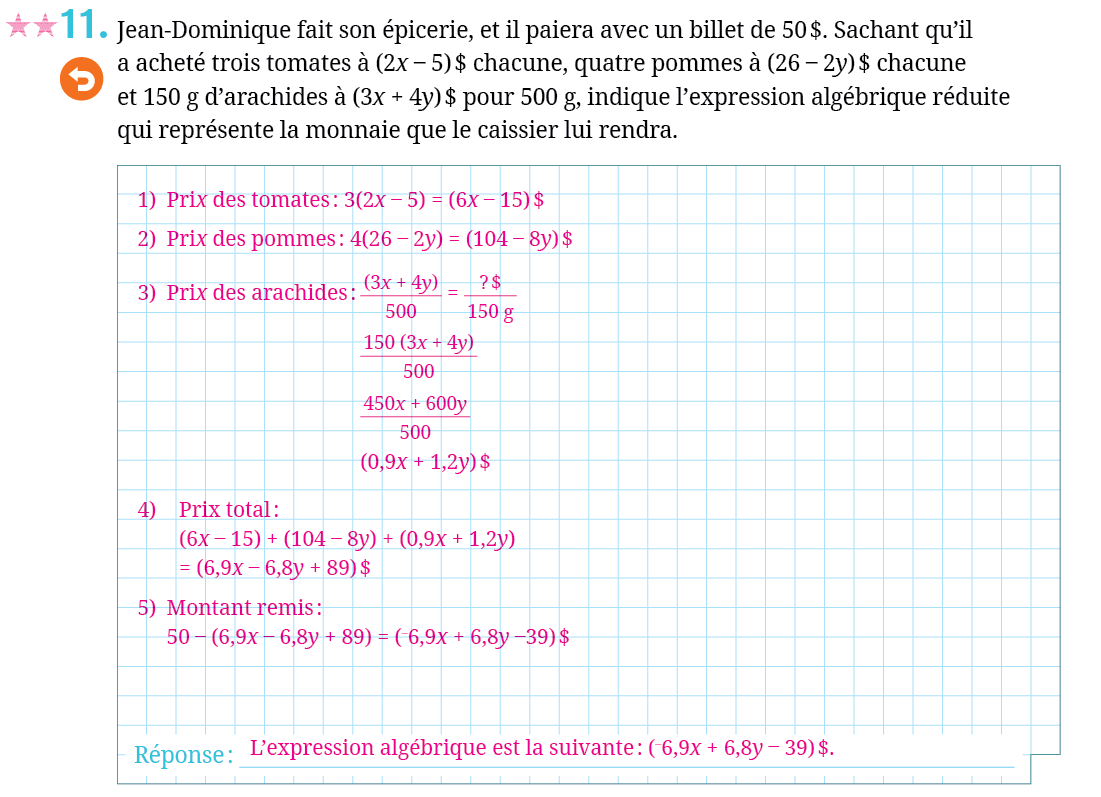 ★★11. Jean-Dominique fait son épicerie, et il paiera avec un billet de 50 $. Sachant qu’il
a acheté trois tomates à (2x − 5) $ chacune, quatre pommes à (26 − 2y) $ chacune
et 150 g d’arachides à (3x + 4y) $ pour 500 g, indique l’expression algébrique réduite
qui représente la monnaie que le caissier lui rendra.
1) Prix des tomates : 3(2x − 5) = (6x − 15) $
2) Prix des pommes : 4(26 − 2y) = (104 − 8y) $
3) Prix des arachides : (3x + 4y)/500 = ? $/150 g
150 (3x + 4y)
500
450x + 600y
500
(0,9x + 1,2y) $
4) Prix total :
(6x − 15) + (104 − 8y) + (0,9x + 1,2y)
= (6,9x − 6,8y + 89) $
5) Montant remis :
50 − (6,9x − 6,8y + 89) = (⁻6,9x + 6,8y −39) $
Réponse : L’expression algébrique est la suivante : (⁻6,9x + 6,8y − 39) $.